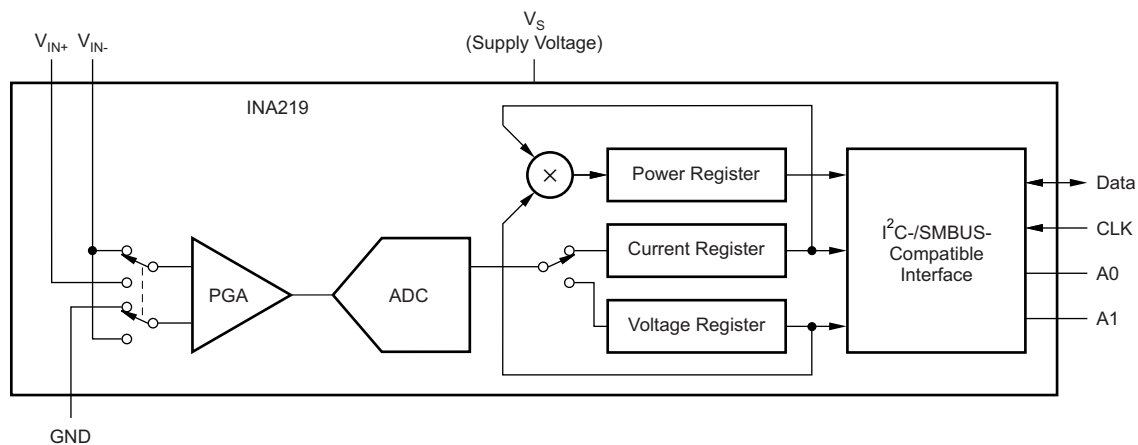 V_S
(Supply Voltage)
V_IN+ V_IN-
INA219
×
Power Register
Data
I²C-/SMBUS-
Compatible
Interface
CLK
Current Register
A0
PGA
ADC
Voltage Register
A1
GND